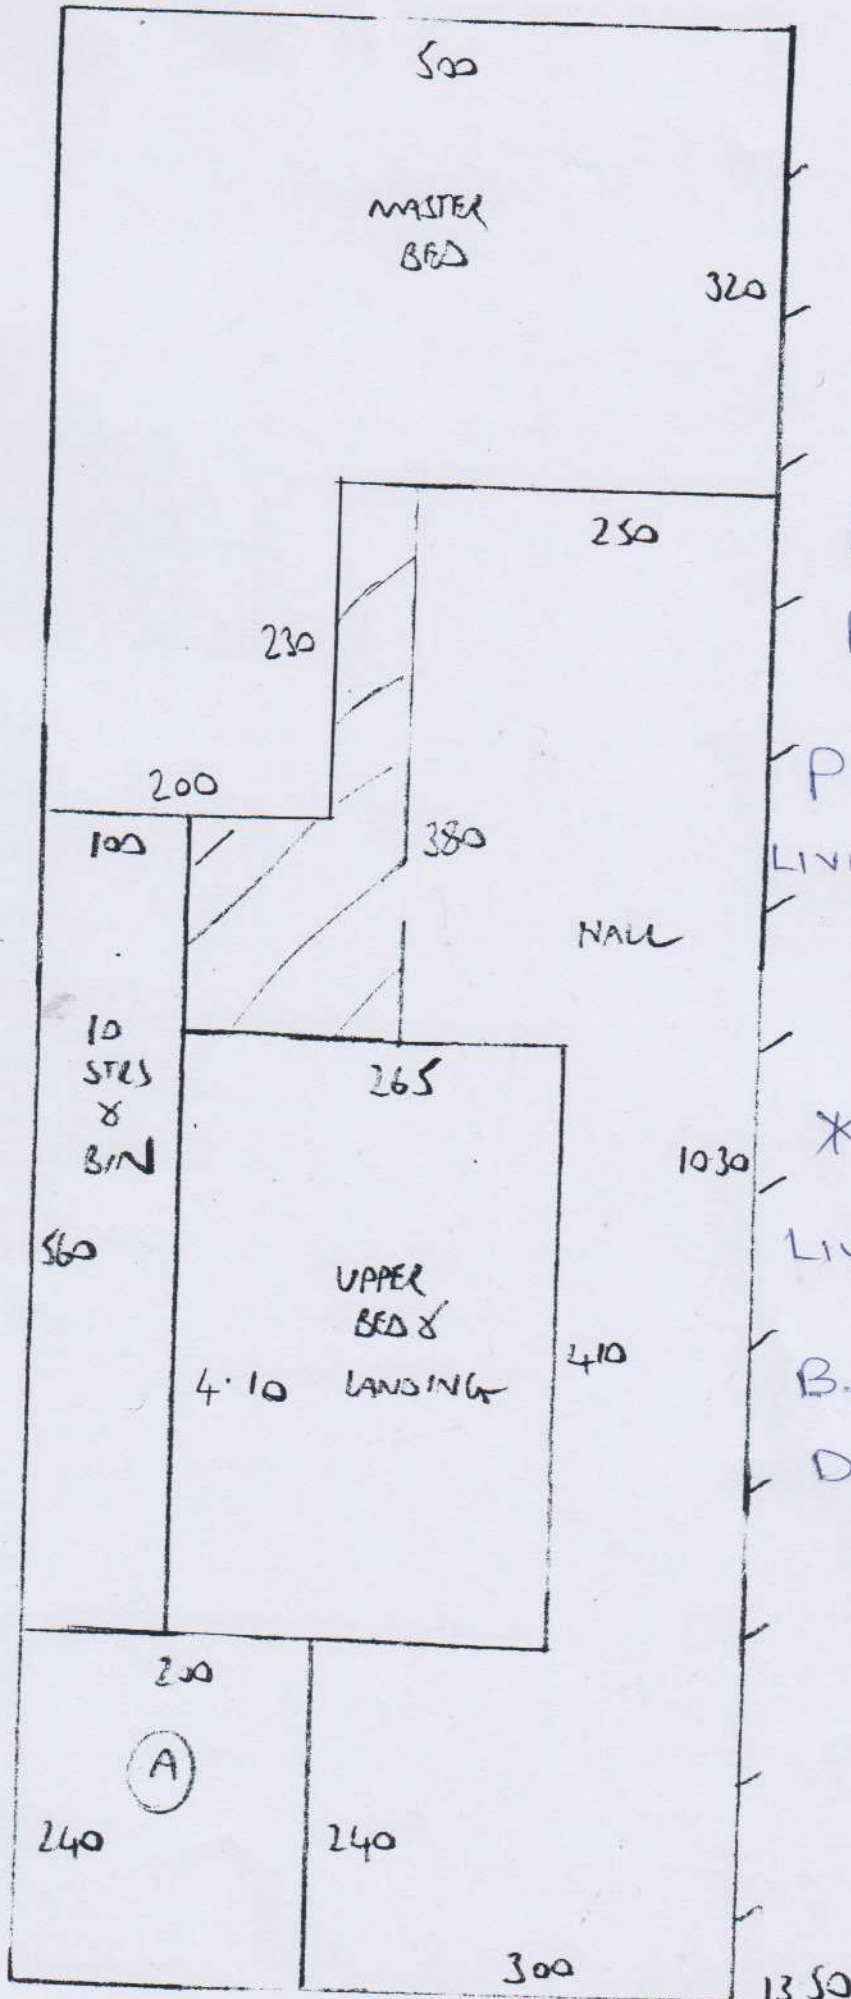 500
MASTER
BED
320
250
230
200
100
380
P
LIV
HALL
10
STRS
&
BIN
265
1030
*
LIV
560
UPPER
BED &
LANDING
4.10
410
B.
D
200
A
240
240
300
1350